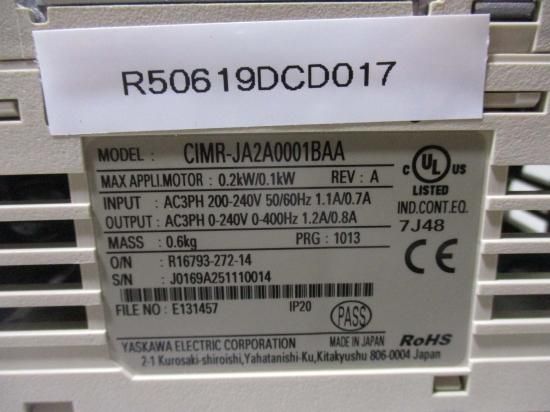 R50619DCD017
MODEL : CIMR-JA2A0001BAA
MAX APPLI.MOTOR : 0.2kW/0.1kW REV : A
INPUT : AC3PH 200-240V 50/60Hz 1.1A/0.7A
OUTPUT : AC3PH 0-240V 0-400Hz 1.2A/0.8A
MASS : 0.6kg PRG : 1013
O/N : R16793-272-14
S/N : J0169A251110014
FILE NO : E131457 IP20
PASS
YASKAWA ELECTRIC CORPORATION MADE IN JAPAN
2-1 Kurosaki-shiroishi,Yahatanishi-Ku,Kitakyushu 806-0004 Japan
C UL US
LISTED
IND.CONT.EQ.
7J48
CE
RoHS